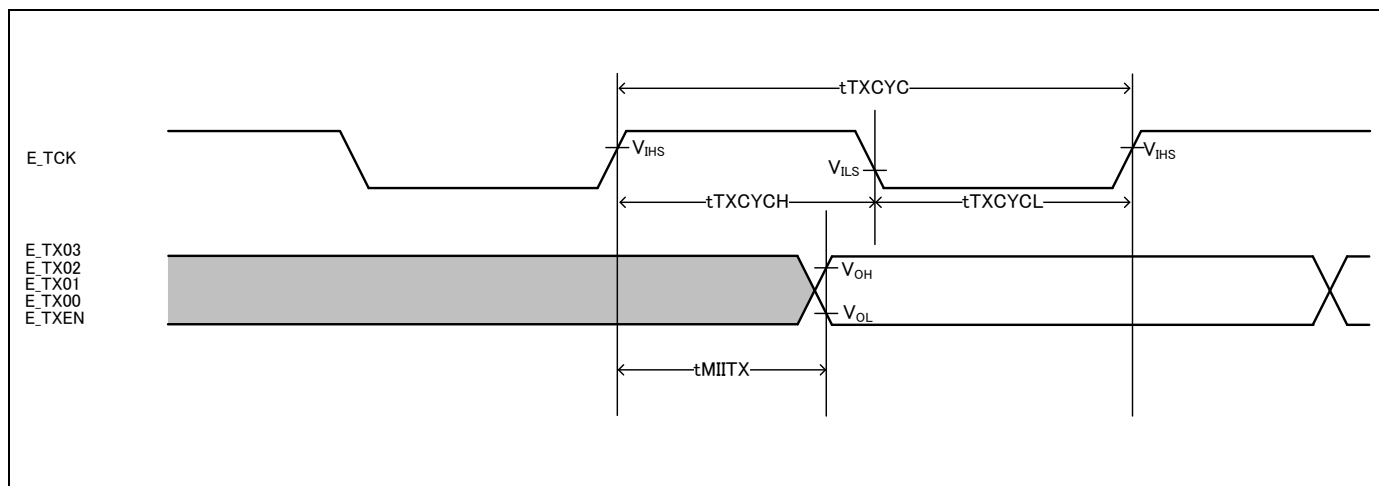 tTXCYC
E_TCK
VIHS
VILS
VIHS
tTXCYCH
tTXCYCL
E_TX03
E_TX02
E_TX01
E_TX00
E_TXEN
VOH
VOL
tMIITX